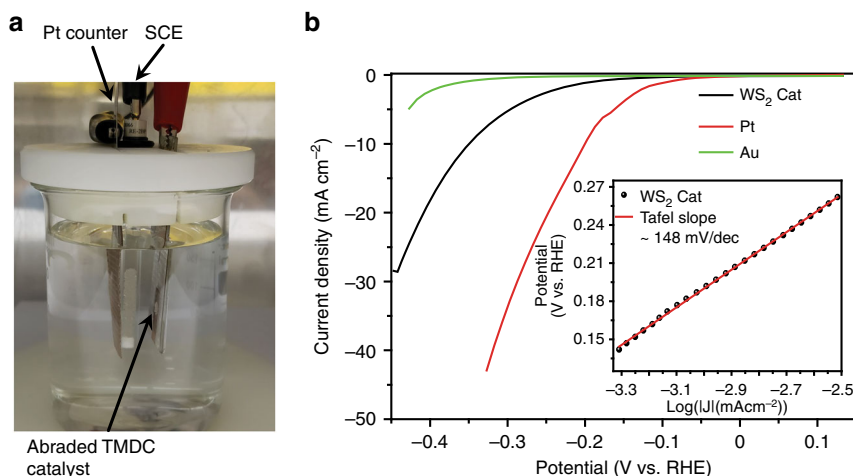 a
Pt counter
SCE
Abraded TMDC
catalyst
b
Current density (mA cm⁻²)
0
−10
−20
−30
−40
−50
−0.4
−0.3
−0.2
−0.1
0
0.1
Potential (V vs. RHE)
WS₂ Cat
Pt
Au
Potential
(V vs. RHE)
0.27
0.21
0.21
0.15
WS₂ Cat
Tafel slope
~ 148 mV/dec
−3.3
−3.1
−2.9
−2.7
−2.5
Log(|J|(mAcm⁻²))